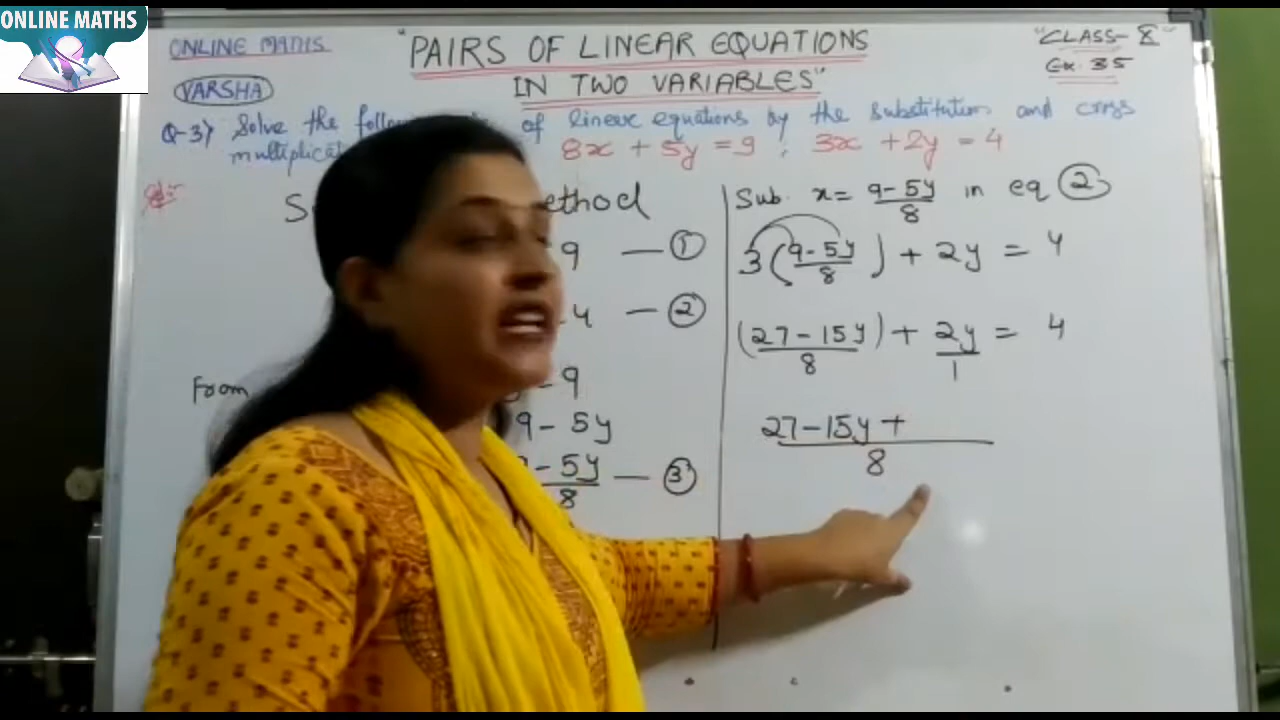 ONLINE MATHS
ONLINE MATHS
"PAIRS OF LINEAR EQUATIONS
IN TWO VARIABLES"
"CLASS- 8"
Ex. 3.5
VARSHA
Q-3) Solve the of linear equations by the substitution and cross
8x + 5y = 9 ; 3x + 2y = 4
9 — ①
4 — ②
From
9
9 - 5y
- 5y/8 — ③
Sub. x = 9-5y/8 in eq ②
3(9-5y/8) + 2y = 4
(27-15y/8) + 2y/1 = 4
27-15y+
8